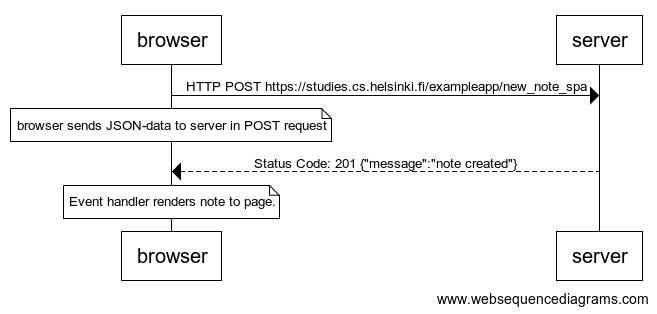 browser
server
HTTP POST https://studies.cs.helsinki.fi/exampleapp/new_note_spa
browser sends JSON-data to server in POST request
Status Code: 201 {"message":"note created"}
Event handler renders note to page.
browser
server
www.websequencediagrams.com